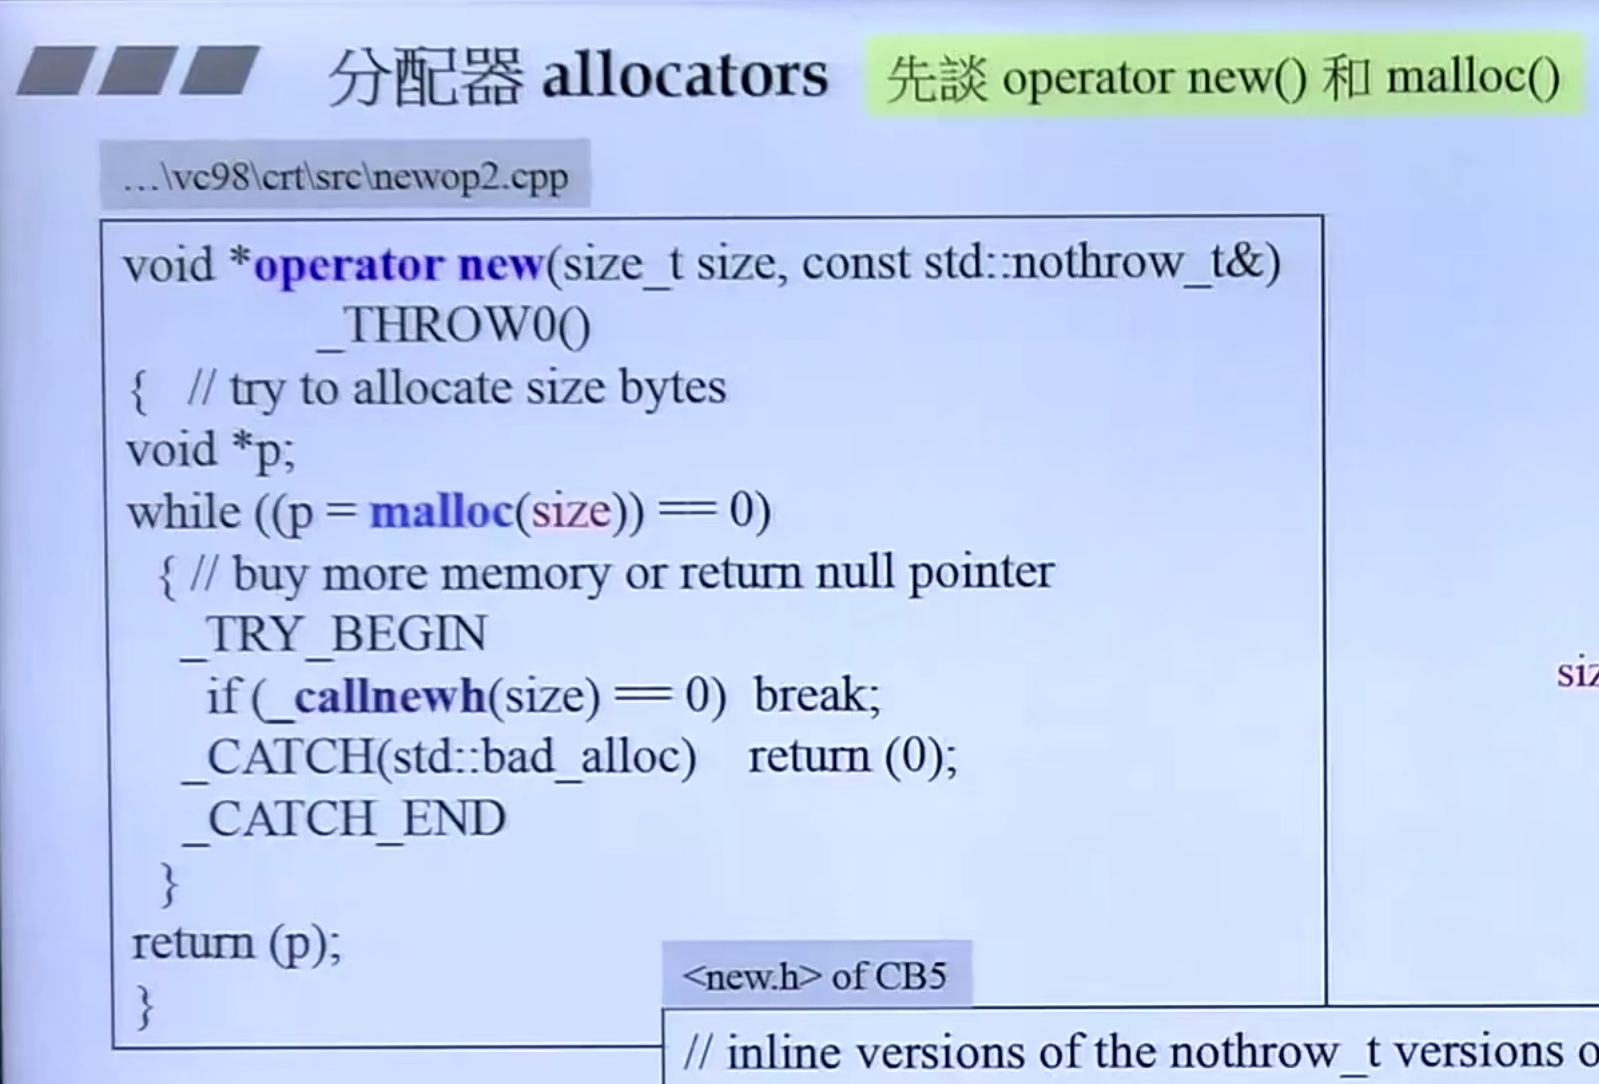 分配器 allocators 先談 operator new() 和 malloc()
…\vc98\crt\src\newop2.cpp
void *operator new(size_t size, const std::nothrow_t&)
_THROW0()
{ // try to allocate size bytes
void *p;
while ((p = malloc(size)) == 0)
{ // buy more memory or return null pointer
_TRY_BEGIN
if (_callnewh(size) == 0) break;
_CATCH(std::bad_alloc) return (0);
_CATCH_END
}
return (p);
}
<new.h> of CB5
// inline versions of the nothrow_t versions